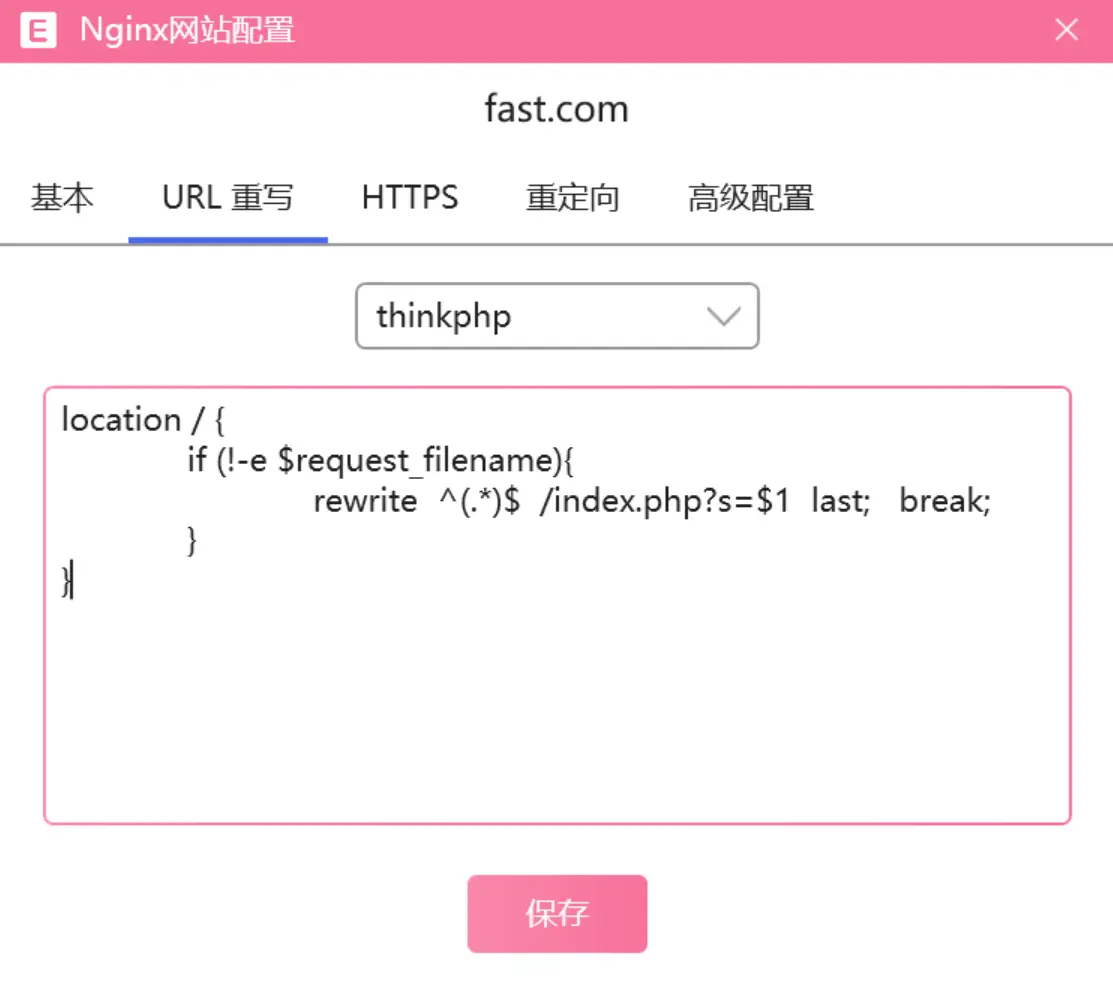 E Nginx网站配置
fast.com
基本 URL 重写 HTTPS 重定向 高级配置
thinkphp
location / {
if (!-e $request_filename){
rewrite ^(.*)$ /index.php?s=$1 last; break;
}
}
保存